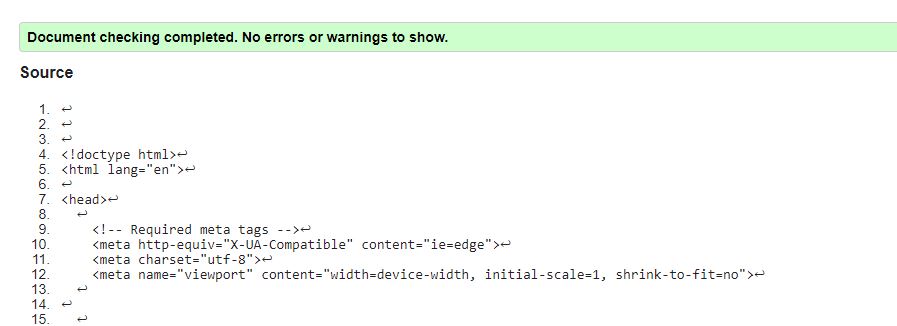 Document checking completed. No errors or warnings to show.
Source
1. ↩
2. ↩
3. ↩
4. <!doctype html>↩
5. <html lang="en">↩
6. ↩
7. <head>↩
8. ↩
9. <!-- Required meta tags -->↩
10. <meta http-equiv="X-UA-Compatible" content="ie=edge">↩
11. <meta charset="utf-8">↩
12. <meta name="viewport" content="width=device-width, initial-scale=1, shrink-to-fit=no">↩
13. ↩
14. ↩
15. ↩